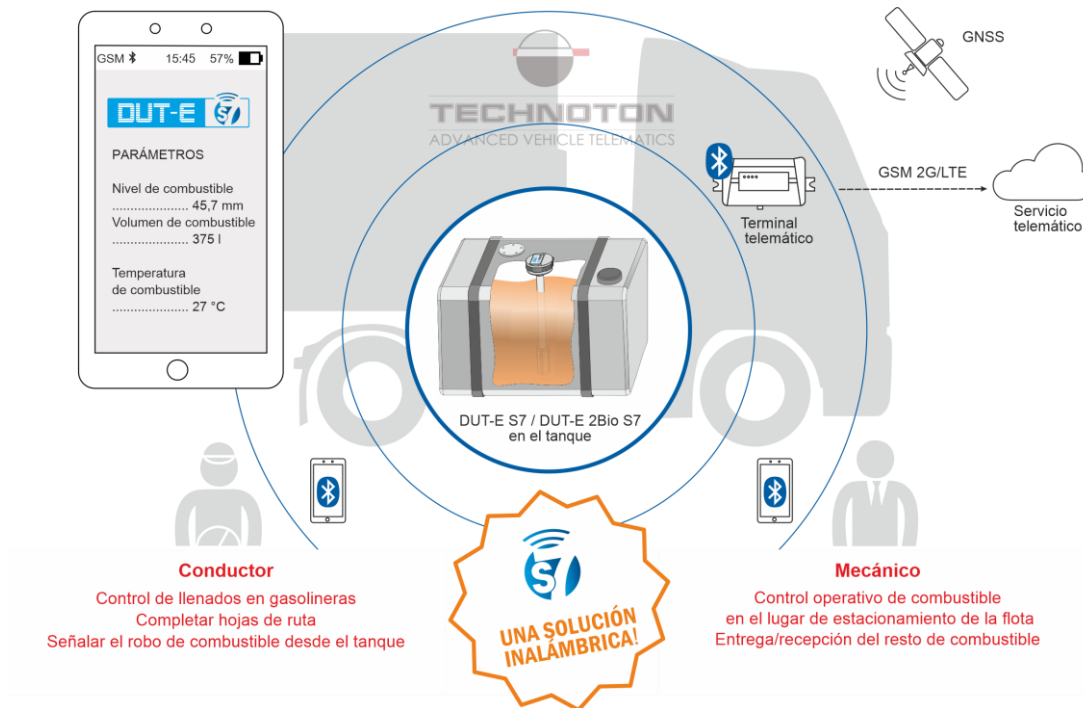 GSM 15:45 57%
DUT-E S7
PARÁMETROS
Nivel de combustible
..................... 45,7 mm
Volumen de combustible
..................... 375 l
Temperatura
de combustible
..................... 27 °C
TECHNOTON
ADVANCED VEHICLE TELEMATICS
GNSS
GSM 2G/LTE
Terminal
telemático
Servicio
telemático
DUT-E S7 / DUT-E 2Bio S7
en el tanque
Conductor
Control de llenados en gasolineras
Completar hojas de ruta
Señalar el robo de combustible desde el tanque
S7
UNA SOLUCIÓN
INALÁMBRICA!
Mecánico
Control operativo de combustible
en el lugar de estacionamiento de la flota
Entrega/recepción del resto de combustible